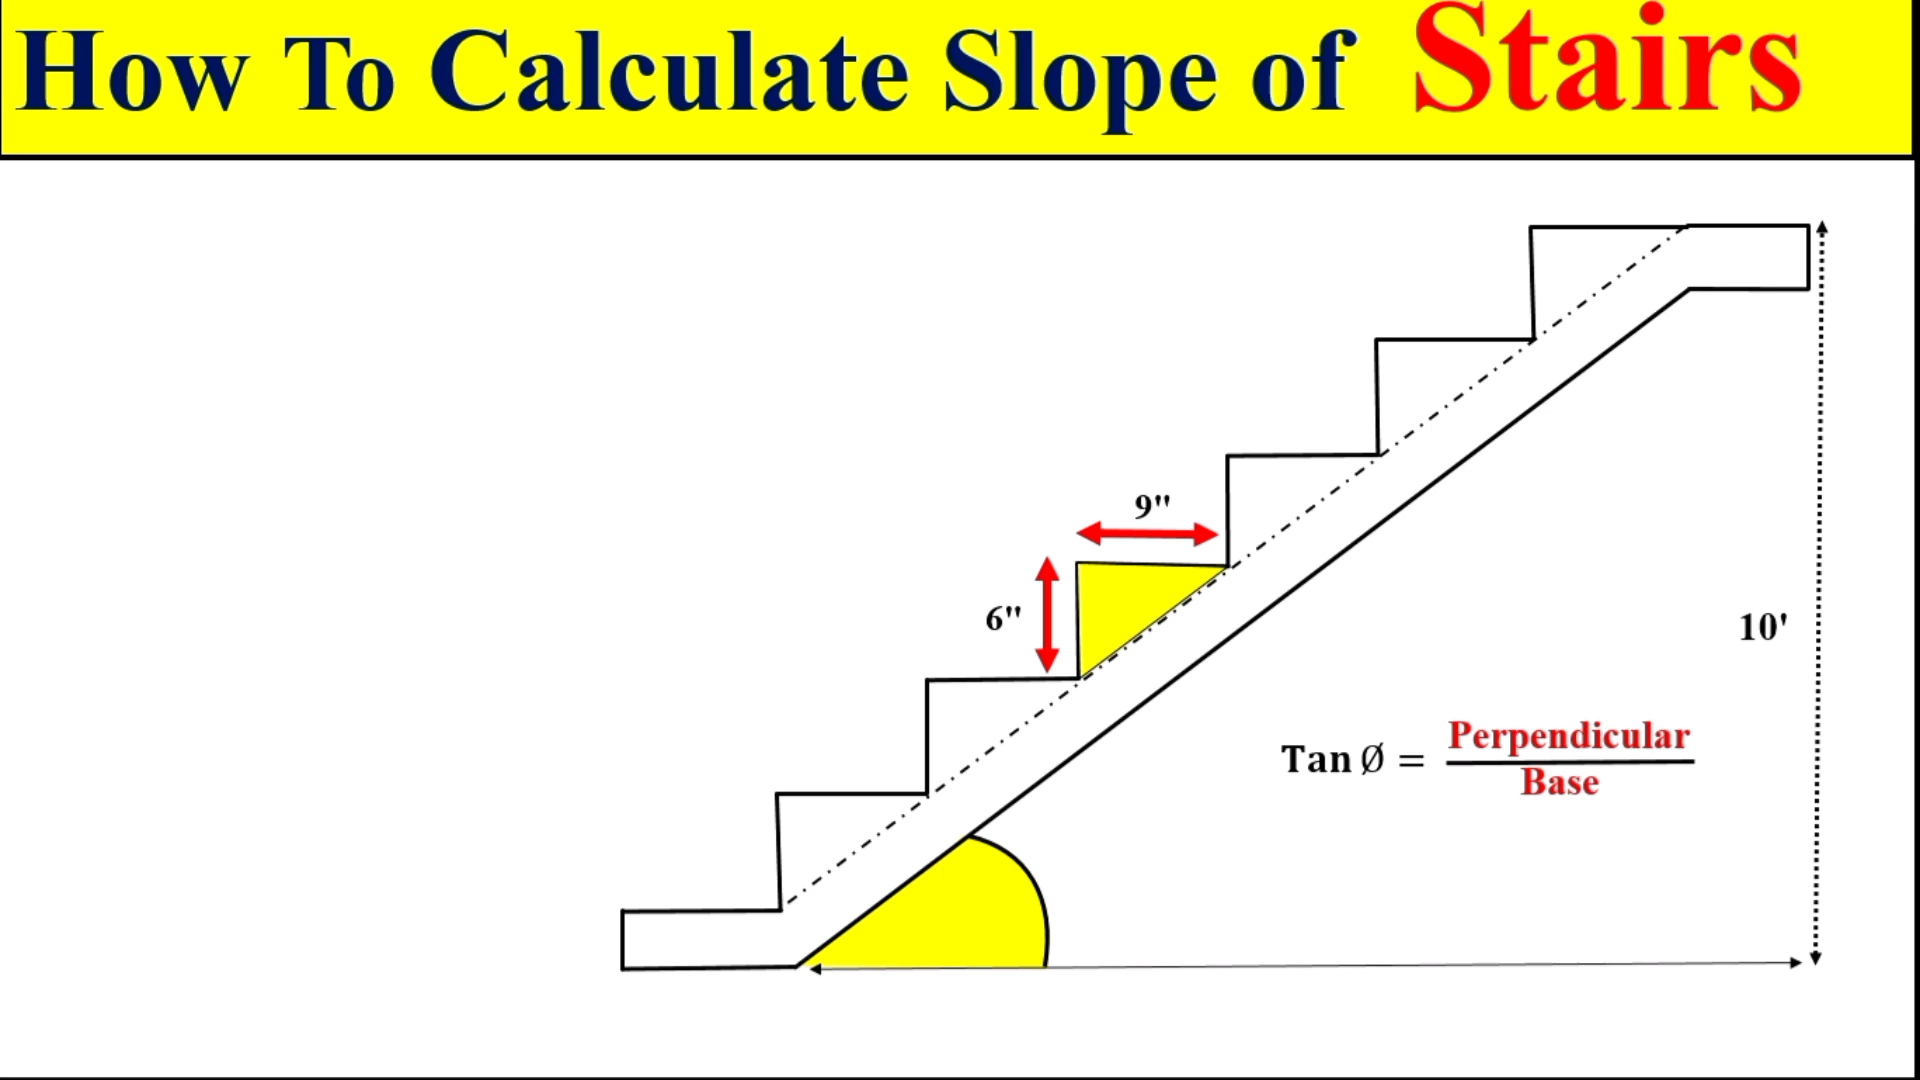 How To Calculate Slope of Stairs
9"
6"
10'
Tan Ø = Perpendicular
Base